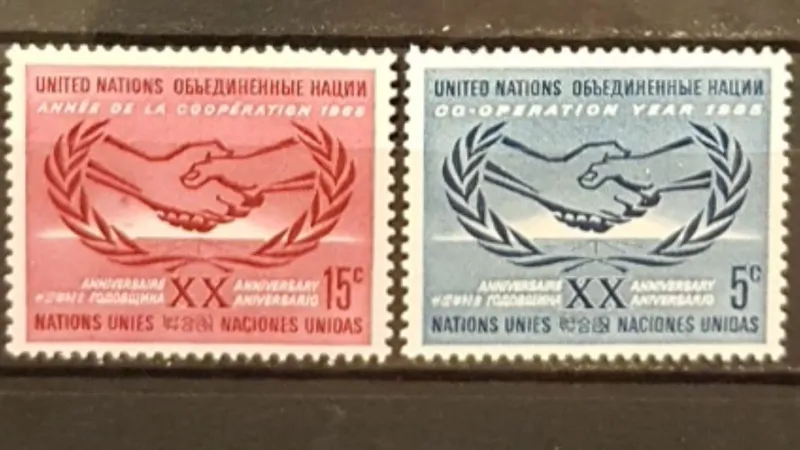 UNITED NATIONS ОБЪЕДИНЕННЫЕ НАЦИИ
ANNÉE DE LA COOPÉRATION 1965
ANNIVERSAIRE XX ANNIVERSARY 15c
ГОДОВЩИНА ANIVERSARIO
NATIONS UNIES NACIONES UNIDAS
UNITED NATIONS ОБЪЕДИНЕННЫЕ НАЦИИ
CO-OPERATION YEAR 1965
ANNIVERSAIRE XX ANNIVERSARY 5c
ГОДОВЩИНА ANIVERSARIO
NATIONS UNIES NACIONES UNIDAS